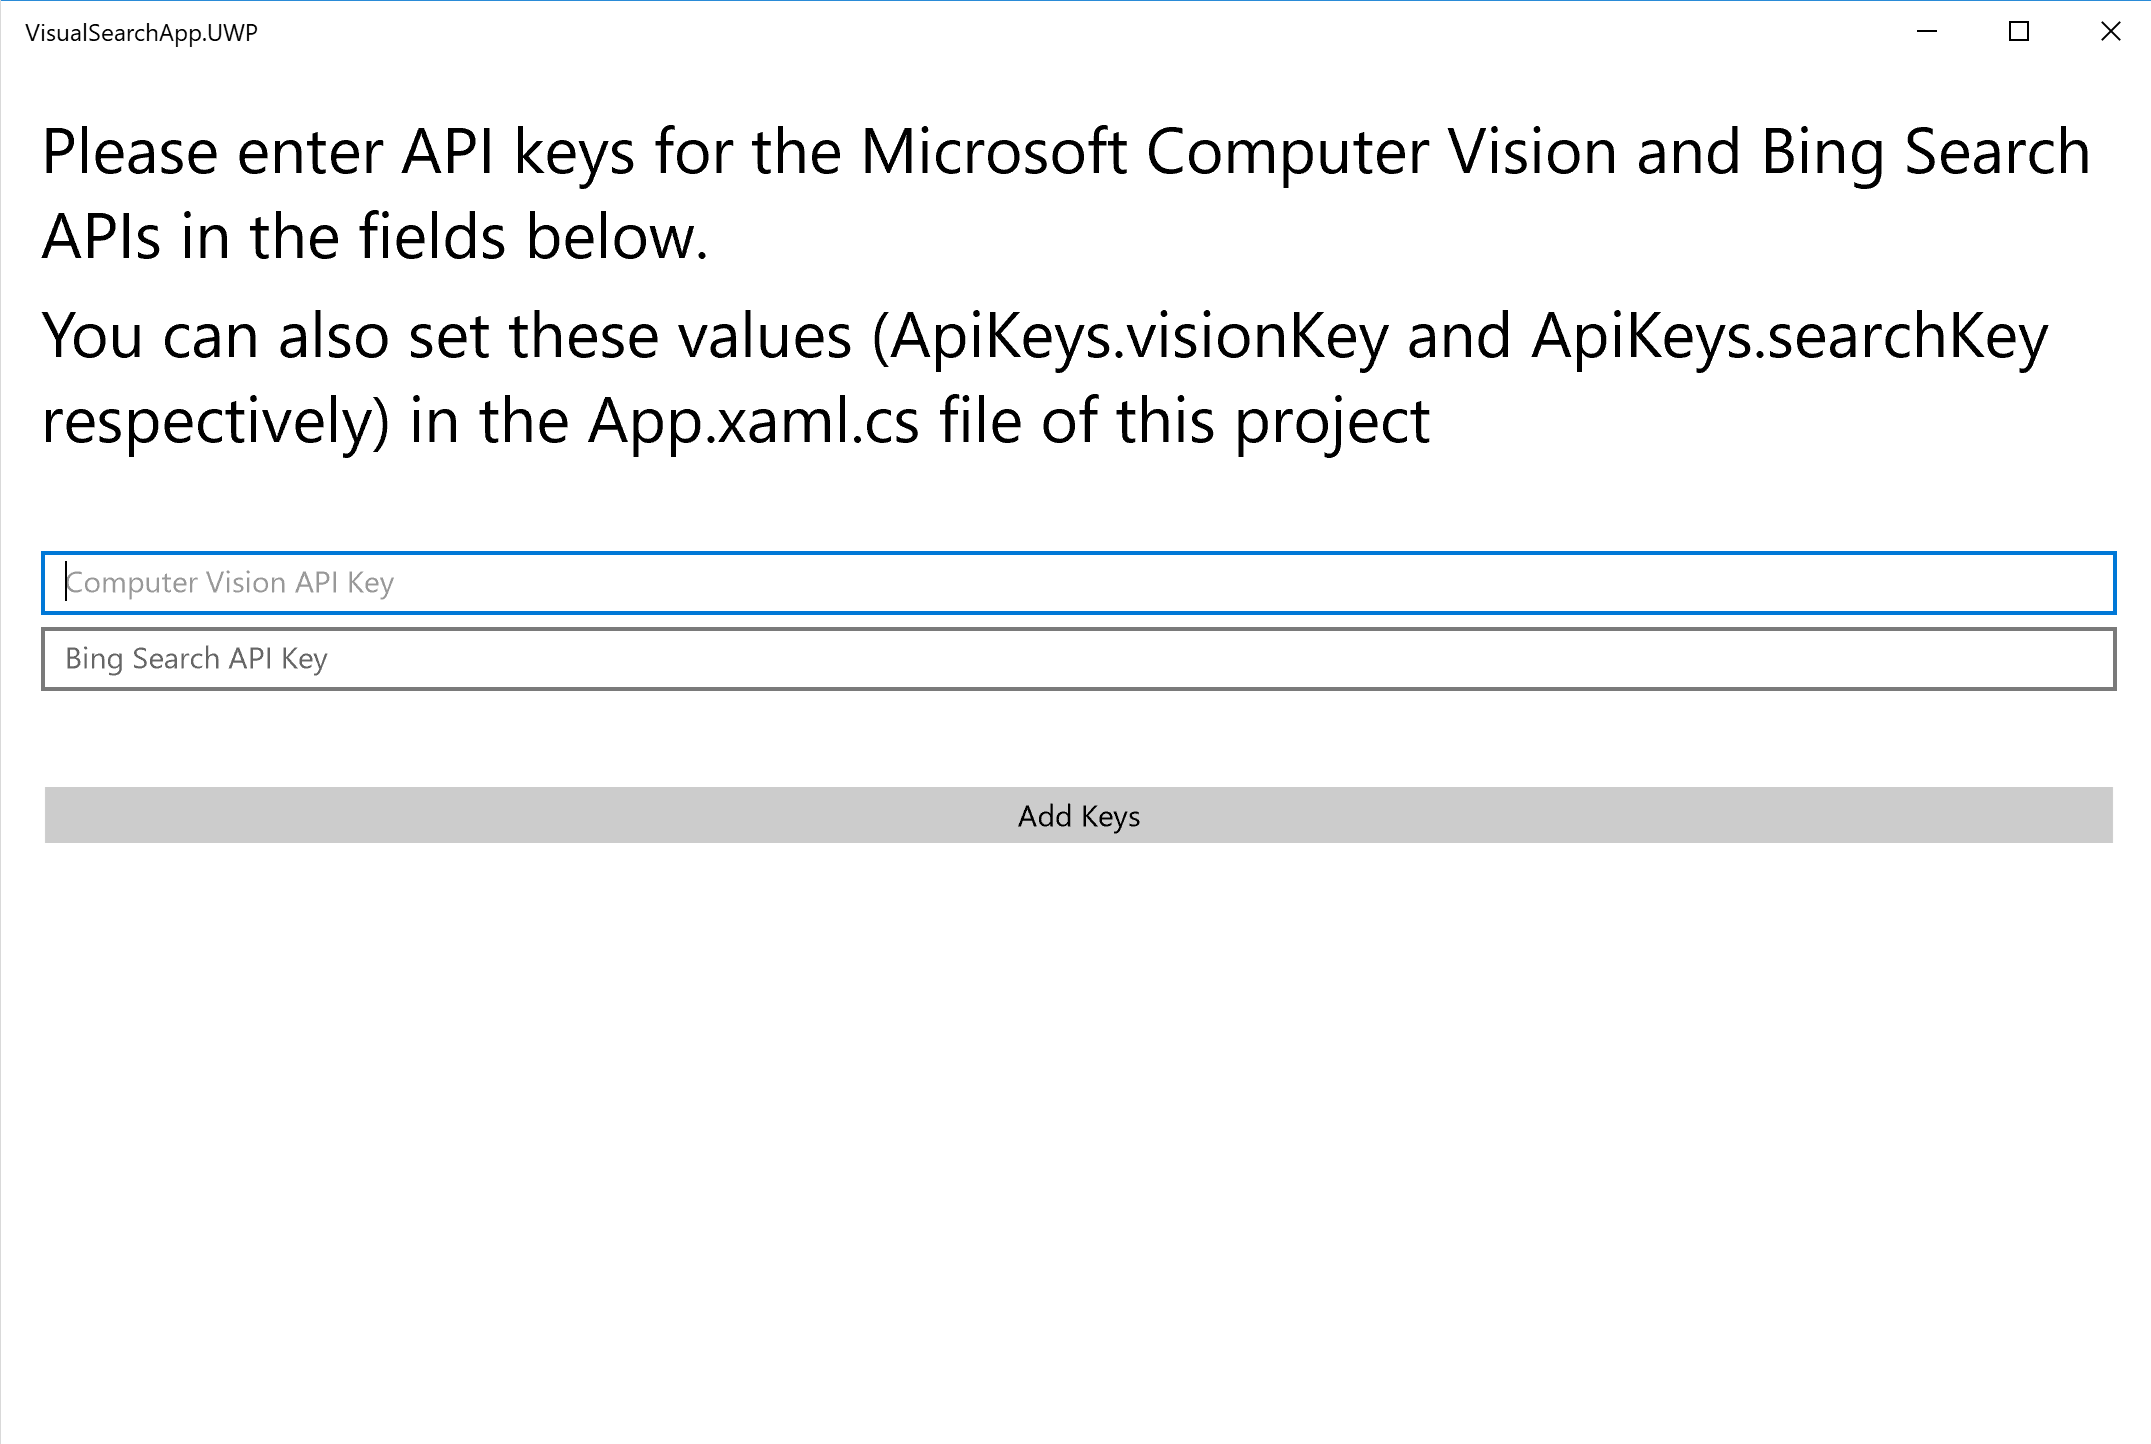 VisualSearchApp.UWP
Please enter API keys for the Microsoft Computer Vision and Bing Search
APIs in the fields below.
You can also set these values (ApiKeys.visionKey and ApiKeys.searchKey
respectively) in the App.xaml.cs file of this project
Computer Vision API Key
Bing Search API Key
Add Keys